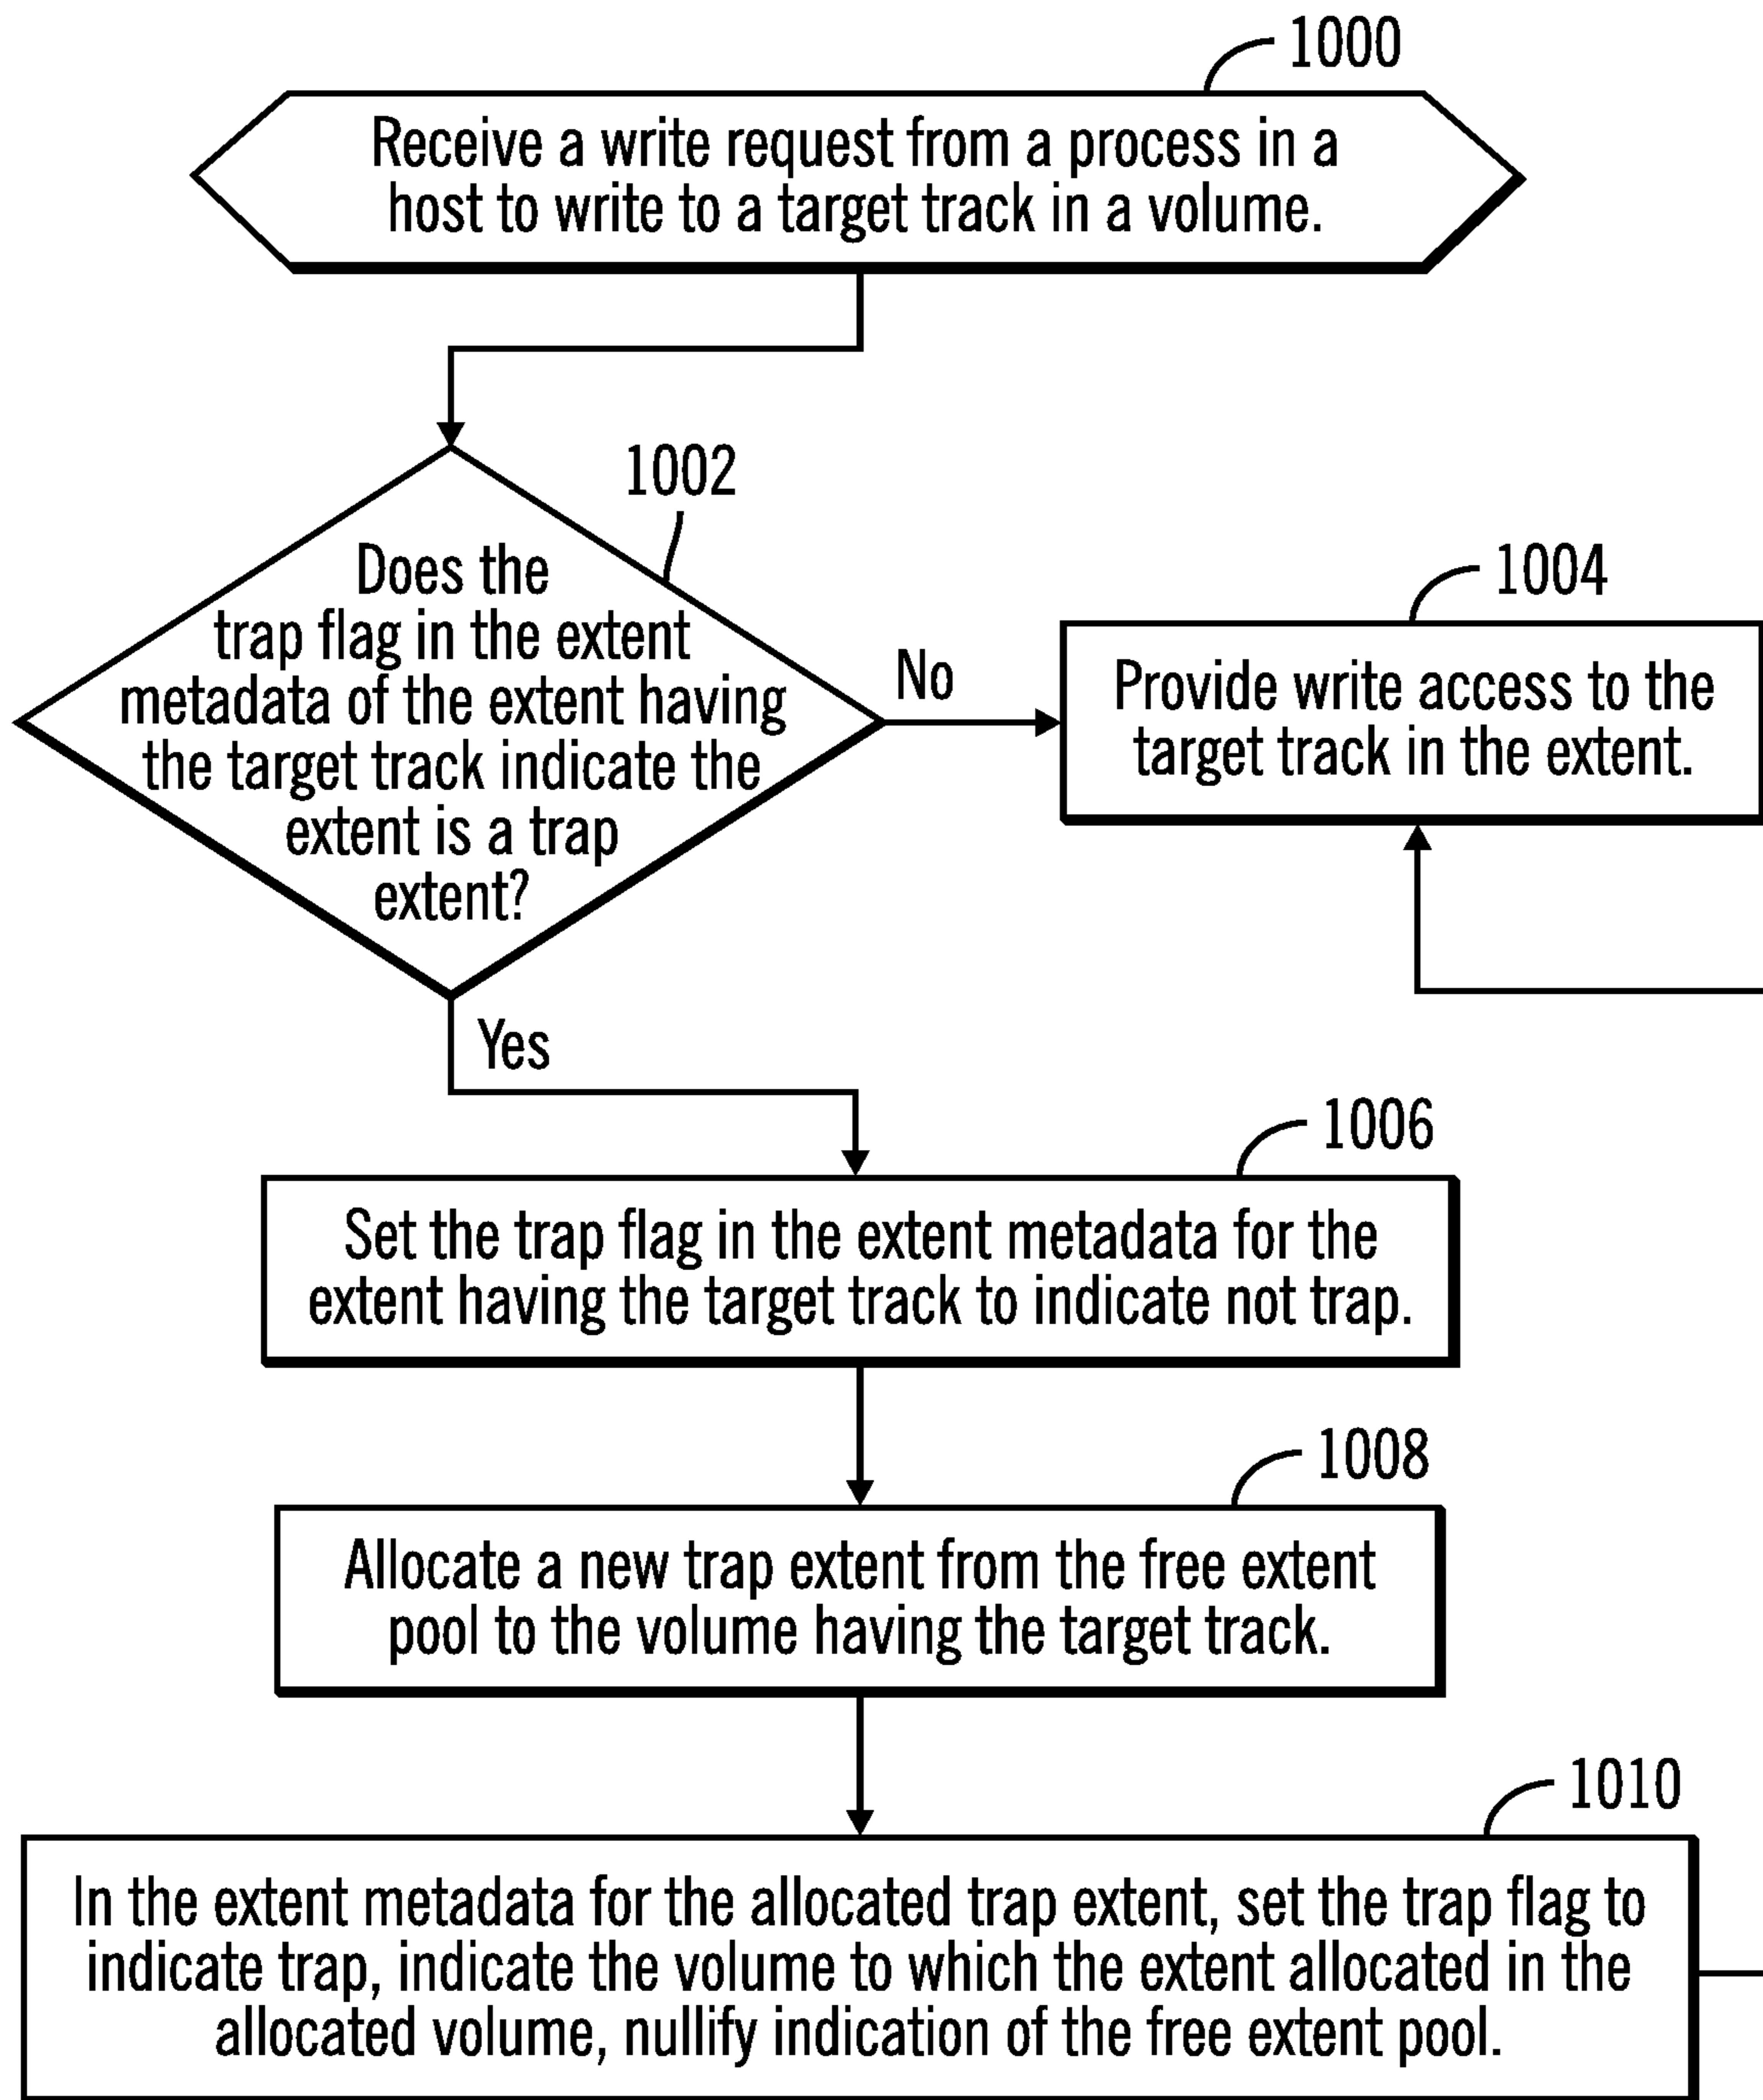 1000
Receive a write request from a process in a
host to write to a target track in a volume.
1002
Does the
trap flag in the extent
metadata of the extent having
the target track indicate the
extent is a trap
extent?
No
1004
Provide write access to the
target track in the extent.
Yes
1006
Set the trap flag in the extent metadata for the
extent having the target track to indicate not trap.
1008
Allocate a new trap extent from the free extent
pool to the volume having the target track.
1010
In the extent metadata for the allocated trap extent, set the trap flag to
indicate trap, indicate the volume to which the extent allocated in the
allocated volume, nullify indication of the free extent pool.